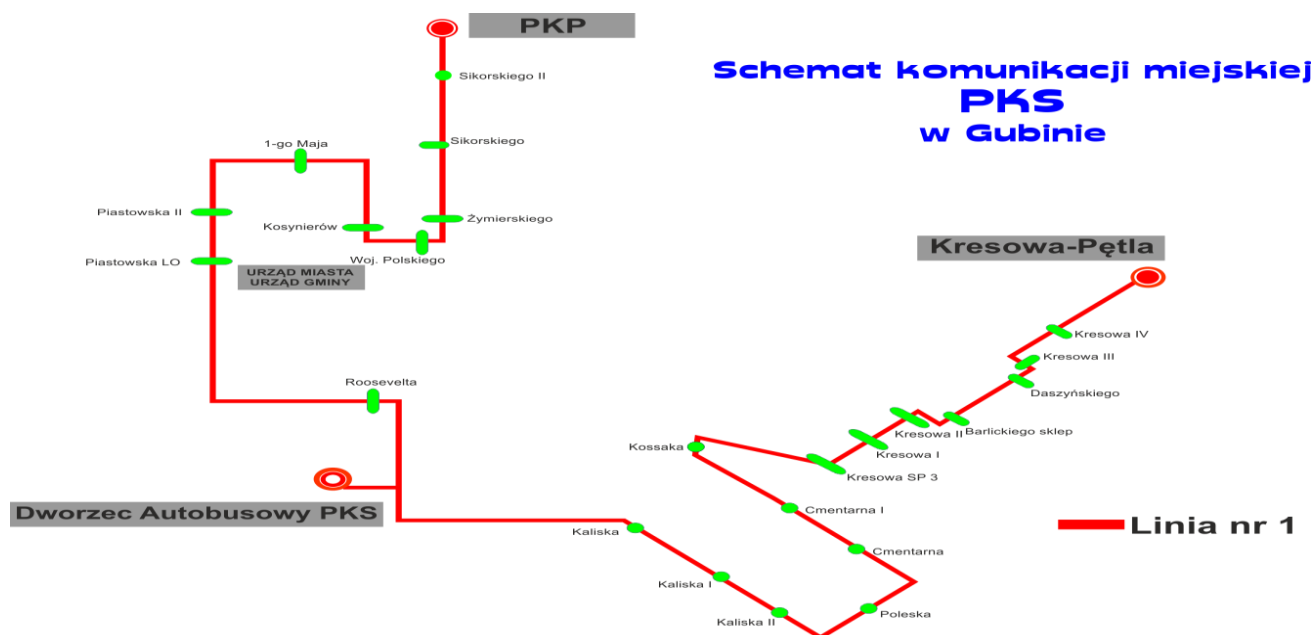 PKP
Schemat komunikacji miejskiej
PKS
w Gubinie
Sikorskiego II
Sikorskiego
1-go Maja
Piastowska II
Kosynierów
Żymierskiego
Woj. Polskiego
Piastowska LO
URZĄD MIASTA
URZĄD GMINY
Kresowa-Pętla
Kresowa IV
Kresowa III
Daszyńskiego
Roosevelta
Barlickiego sklep
Kresowa II
Kresowa I
Kossaka
Kresowa SP 3
Dworzec Autobusowy PKS
Cmentarna I
Linia nr 1
Kaliska
Cmentarna
Kaliska I
Poleska
Kaliska II